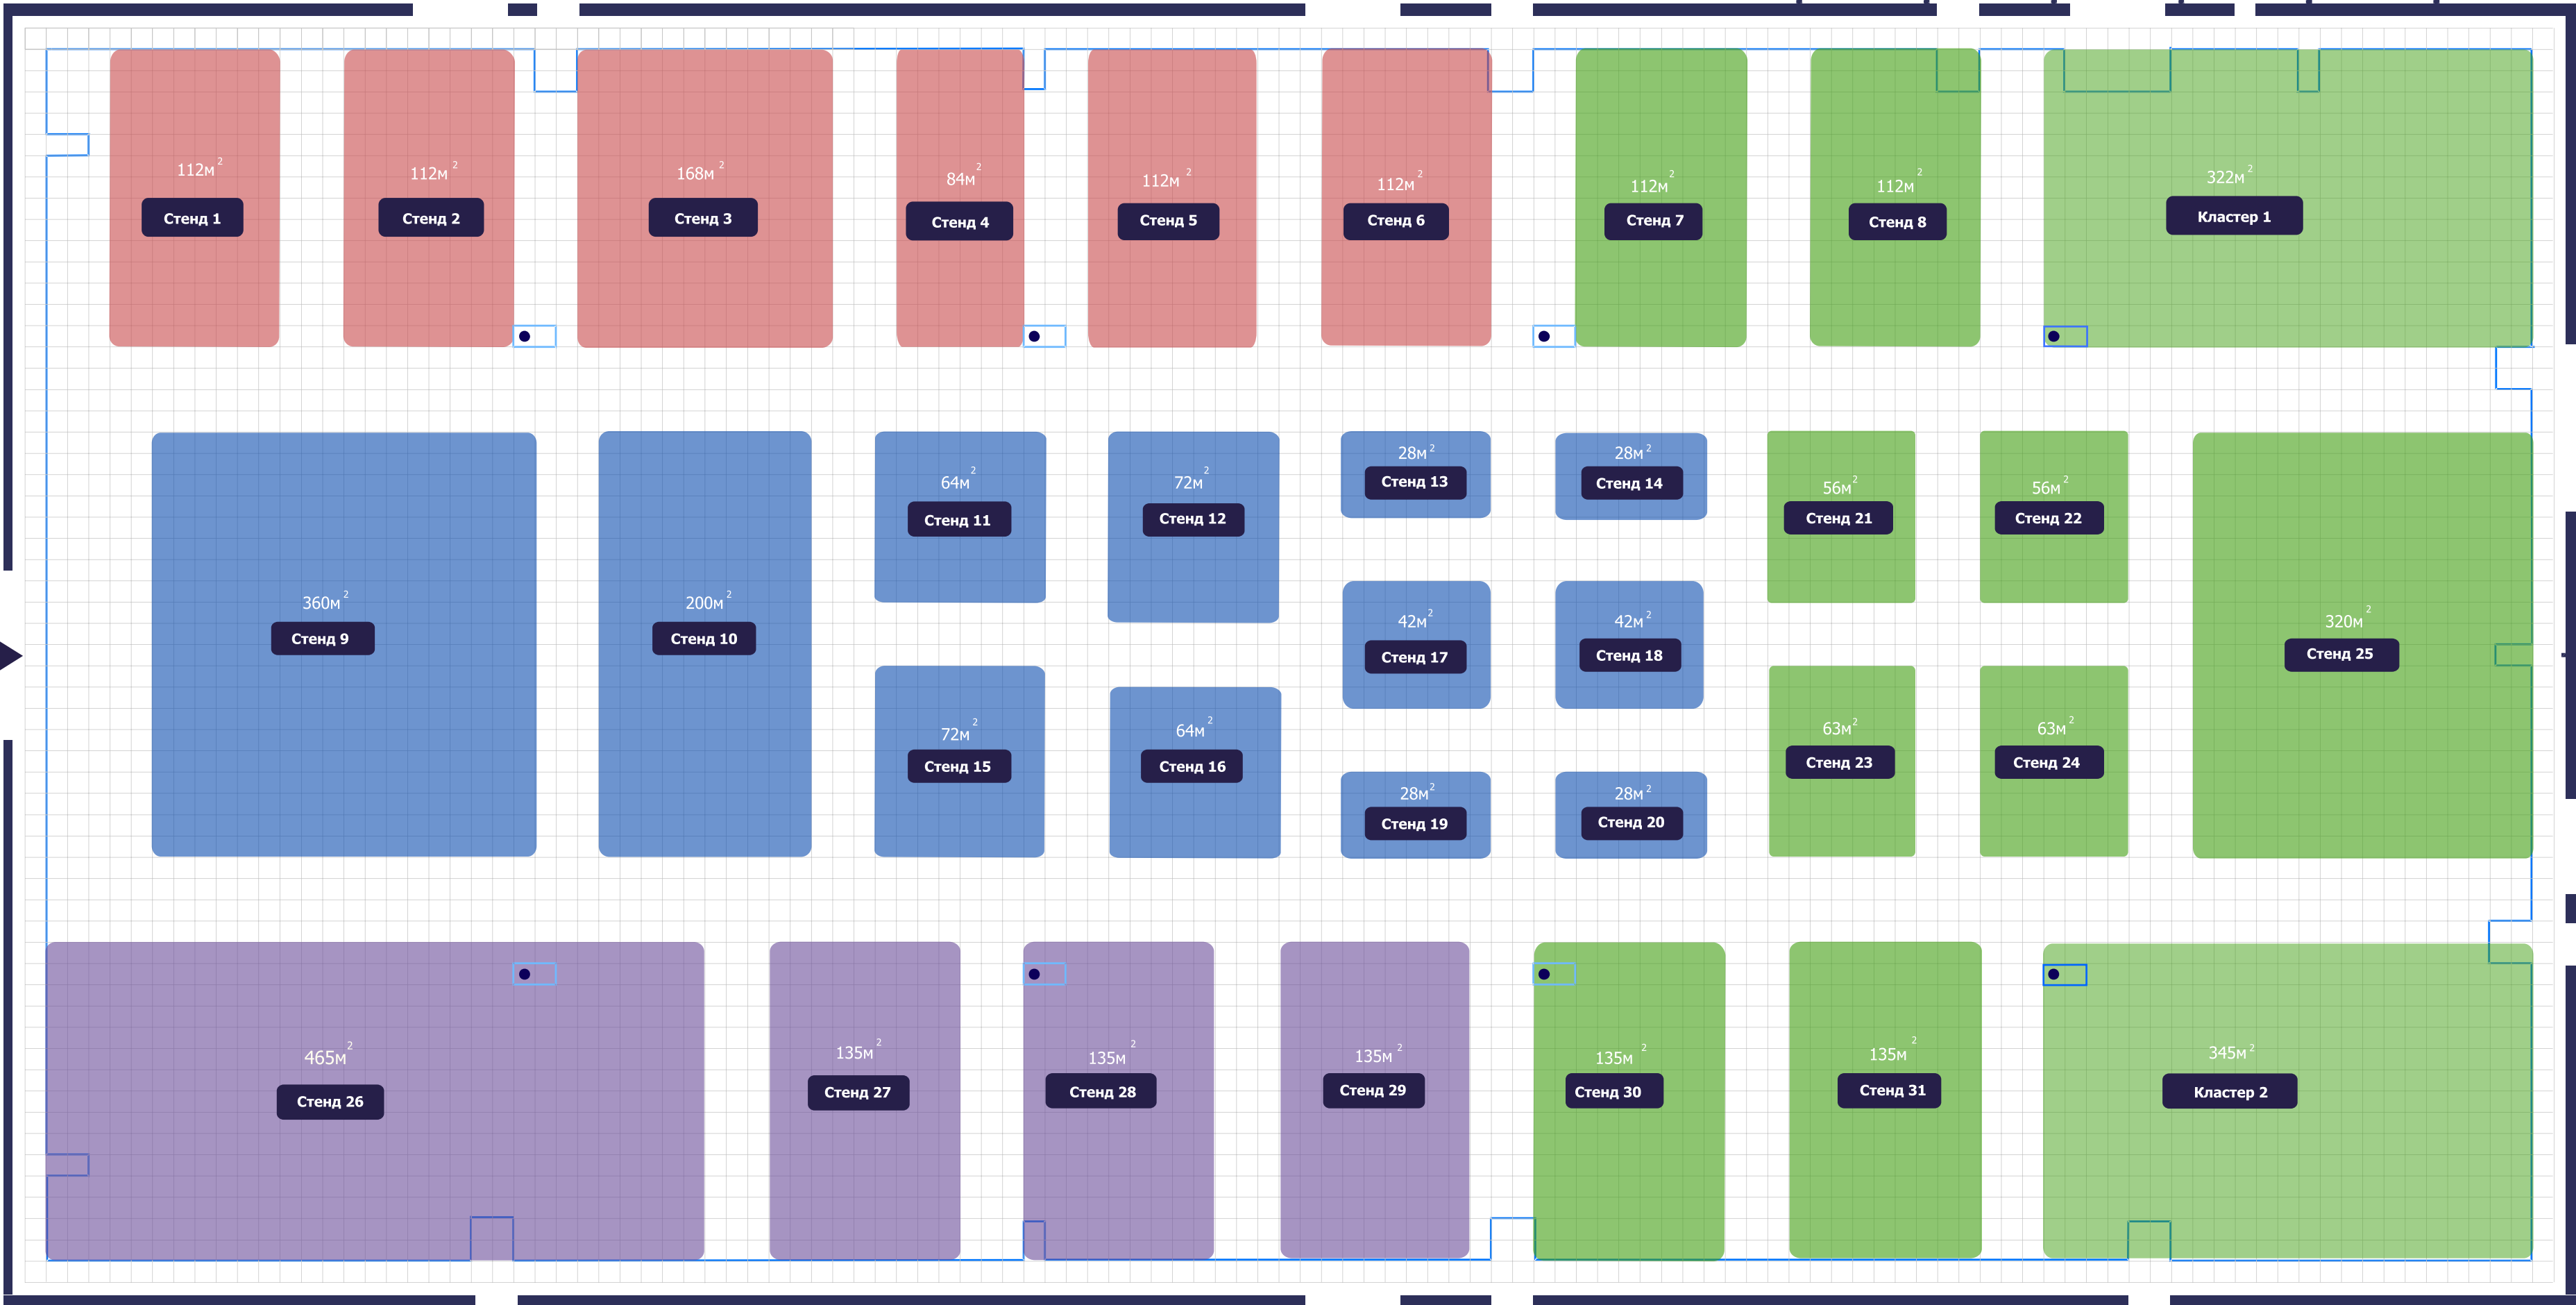 112м²
Стенд 1
112м²
Стенд 2
168м²
Стенд 3
84м²
Стенд 4
112м²
Стенд 5
112м²
Стенд 6
112м²
Стенд 7
112м²
Стенд 8
322м²
Кластер 1
360м²
Стенд 9
200м²
Стенд 10
64м²
Стенд 11
72м²
Стенд 12
28м²
Стенд 13
28м²
Стенд 14
72м²
Стенд 15
64м²
Стенд 16
42м²
Стенд 17
42м²
Стенд 18
28м²
Стенд 19
28м²
Стенд 20
56м²
Стенд 21
56м²
Стенд 22
63м²
Стенд 23
63м²
Стенд 24
320м²
Стенд 25
465м²
Стенд 26
135м²
Стенд 27
135м²
Стенд 28
135м²
Стенд 29
135м²
Стенд 30
135м²
Стенд 31
345м²
Кластер 2